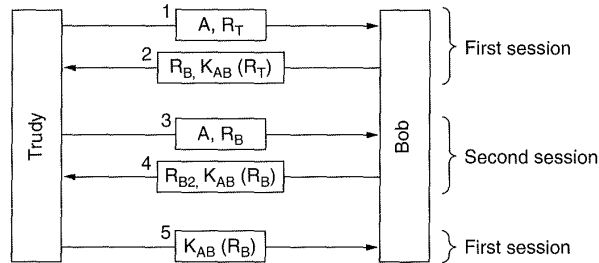 1
A, R_T
First session
2
R_B, K_AB (R_T)
Trudy
Bob
3
A, R_B
Second session
4
R_B2, K_AB (R_B)
5
K_AB (R_B)
First session